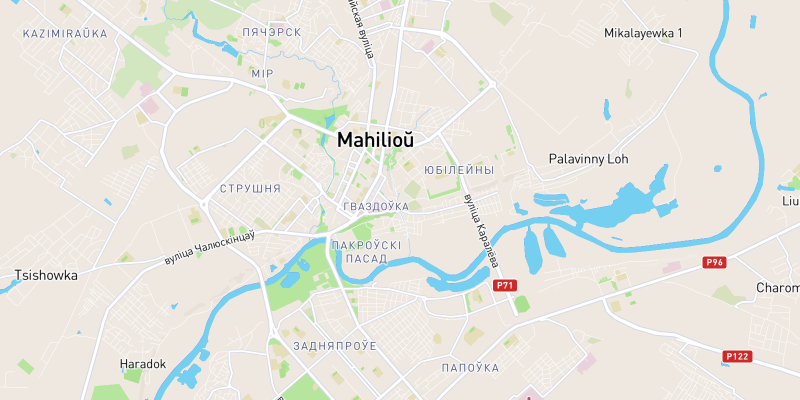 KAZIMIRAŬKA
ПЯЧЭРСК
йская вуліца
Mikalayewka 1
МІР
Mahilioŭ
Palavinny Loh
ЮБІЛЕЙНЫ
СТРУШНЯ
ГВАЗДОЎКА
вуліца Каралёва
Liu
вуліца Чалюскінцаў
ПАКРОЎСКІ
ПАСАД
P96
Tsishowka
P71
Charom
ЗАДНЯПРОЎЕ
P122
Haradok
ПАПОЎКА